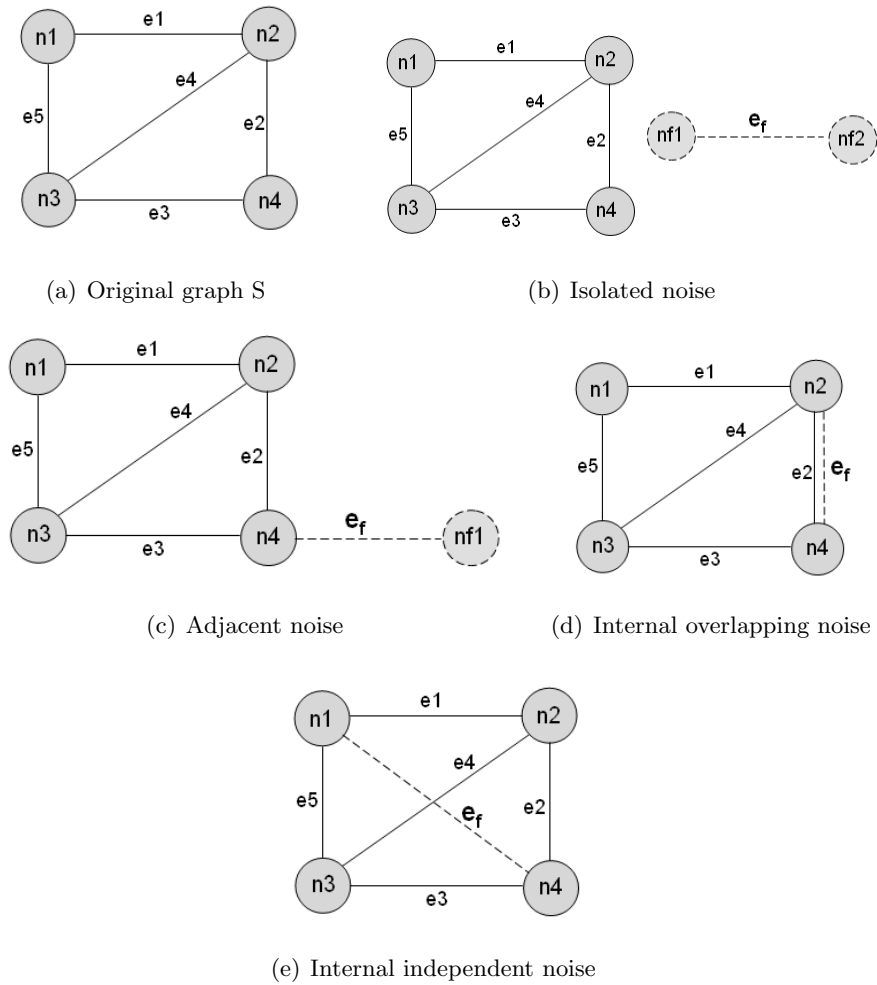 e1
n1 n2
e4
e5 e2
n3 n4
e3
(a) Original graph S
e1
n1 n2
e4
e5 e2
n3 n4
e3
nf1 ef nf2
(b) Isolated noise
e1
n1 n2
e4
e5 e2
n3 n4 ef nf1
e3
(c) Adjacent noise
e1
n1 n2
e4
e5 e2 ef
n3 n4
e3
(d) Internal overlapping noise
e1
n1 n2
e4
e5 ef e2
n3 n4
e3
(e) Internal independent noise